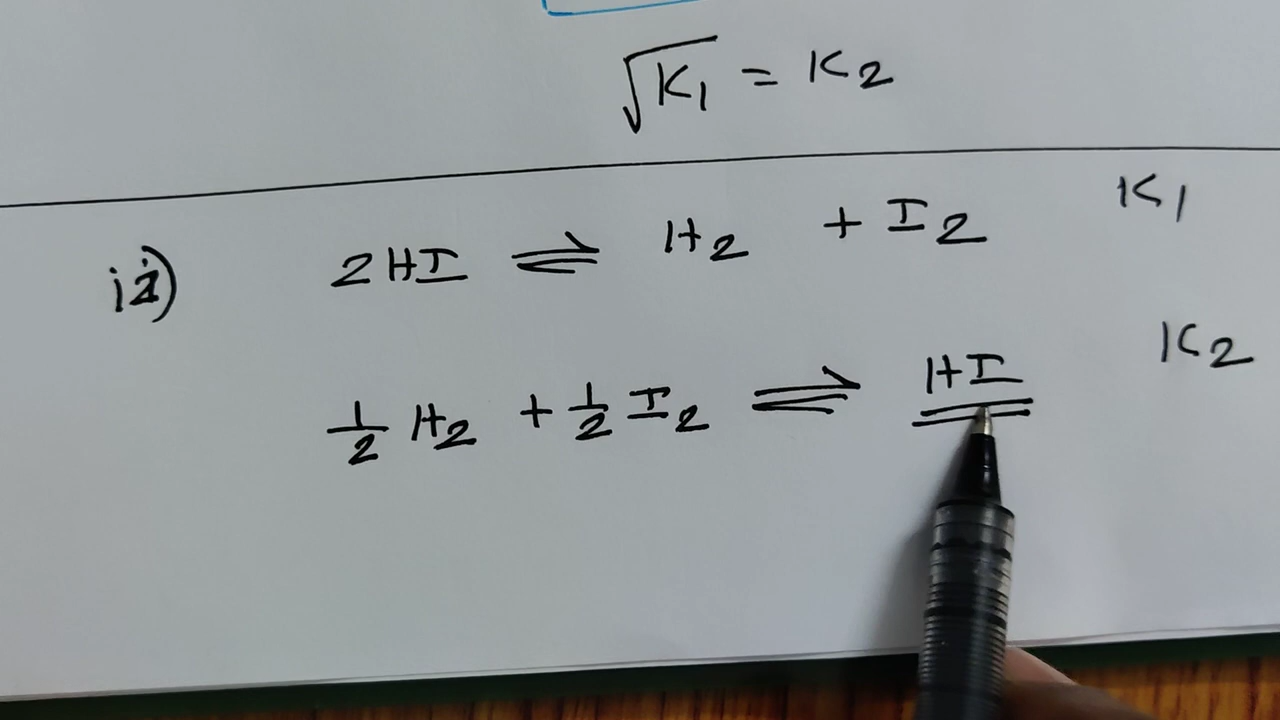 √K1 = K2
ii) 2HI ⇌ H2 + I2 K1
1/2 H2 + 1/2 I2 ⇌ HI K2